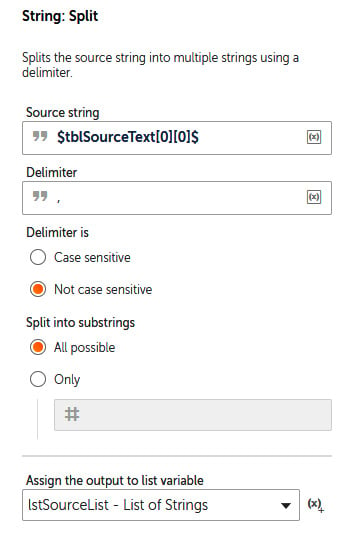 String: Split
Splits the source string into multiple strings using a
delimiter.
Source string
" $tblSourceText[0][0]$ (x)
Delimiter
" , (x)
Delimiter is
Case sensitive
Not case sensitive
Split into substrings
All possible
Only
#
Assign the output to list variable
lstSourceList - List of Strings (x)+